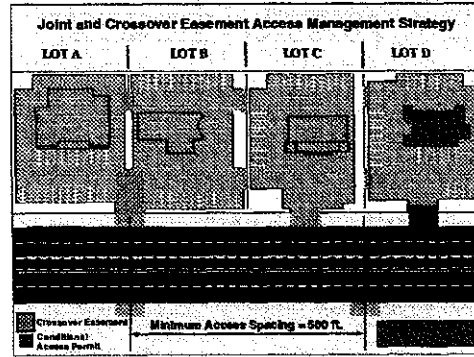 Joint and Crossover Easement Access Management Strategy
LOT A LOT B LOT C LOT D
Crossover Easement
Minimum Access Spacing = 500 ft.
Conditional
Access Permit